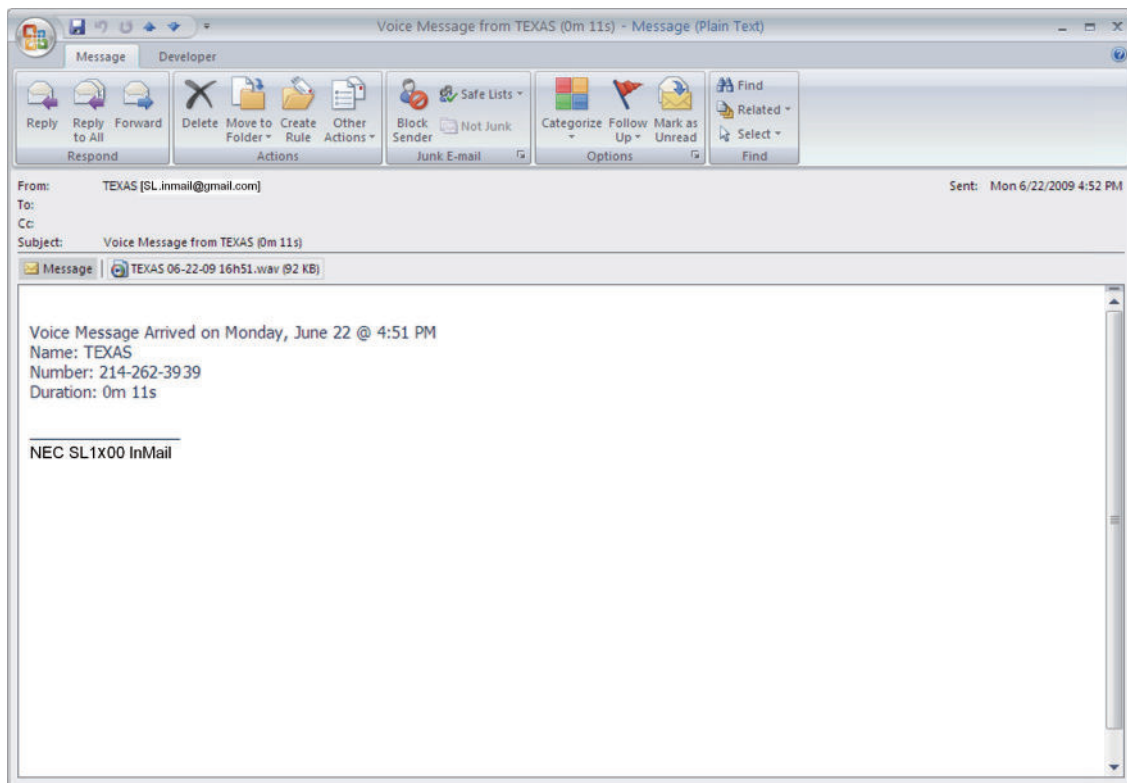 Voice Message from TEXAS (0m 11s) - Message (Plain Text)
Message Developer
Reply Reply to All Forward
Respond
Delete Move to Folder Create Rule Other Actions
Actions
Block Sender Safe Lists Not Junk
Junk E-mail
Categorize Follow Up Mark as Unread
Options
Find Related Select
Find
From: TEXAS [SL.inmail@gmail.com] Sent: Mon 6/22/2009 4:52 PM
To:
Cc:
Subject: Voice Message from TEXAS (0m 11s)
Message TEXAS 06-22-09 16h51.wav (92 KB)
Voice Message Arrived on Monday, June 22 @ 4:51 PM
Name: TEXAS
Number: 214-262-3939
Duration: 0m 11s
NEC SL1X00 InMail